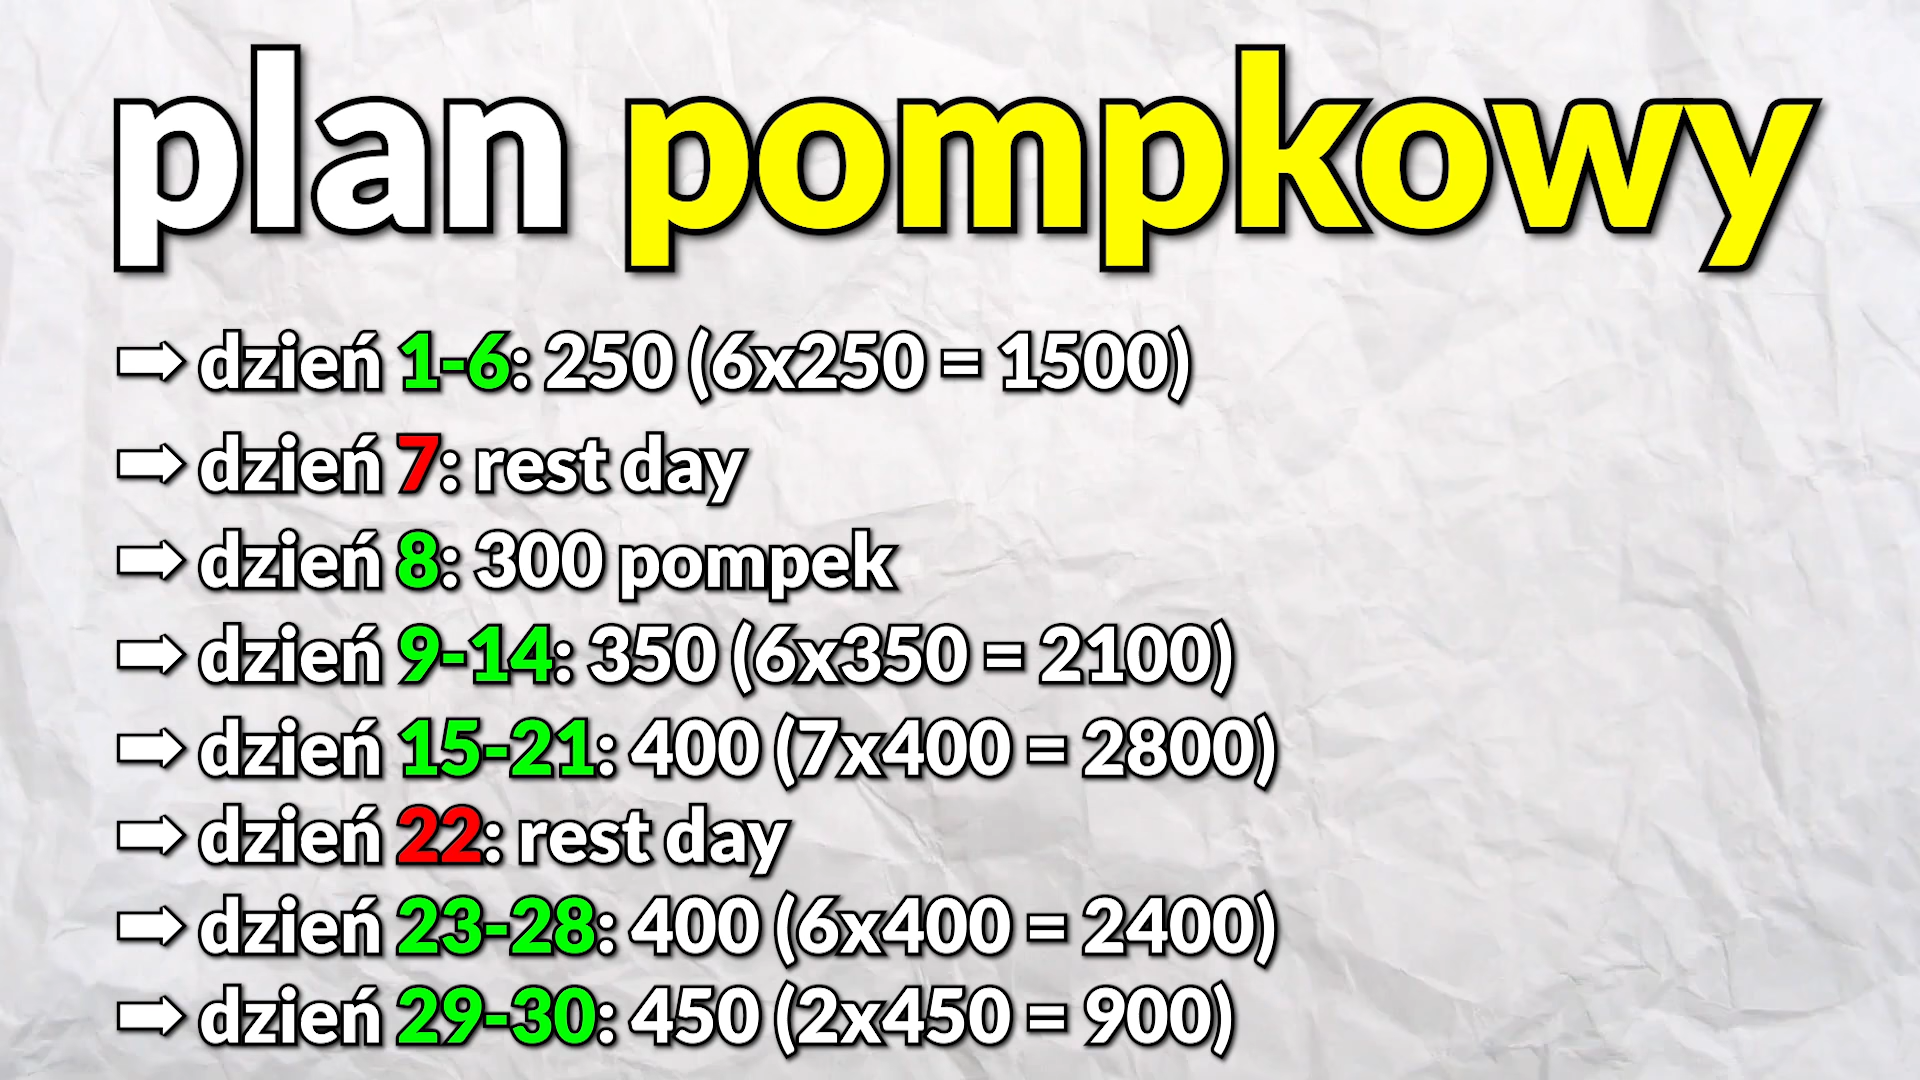 plan pompkowy
➡ dzień 1-6: 250 (6x250 = 1500)
➡ dzień 7: rest day
➡ dzień 8: 300 pompek
➡ dzień 9-14: 350 (6x350 = 2100)
➡ dzień 15-21: 400 (7x400 = 2800)
➡ dzień 22: rest day
➡ dzień 23-28: 400 (6x400 = 2400)
➡ dzień 29-30: 450 (2x450 = 900)